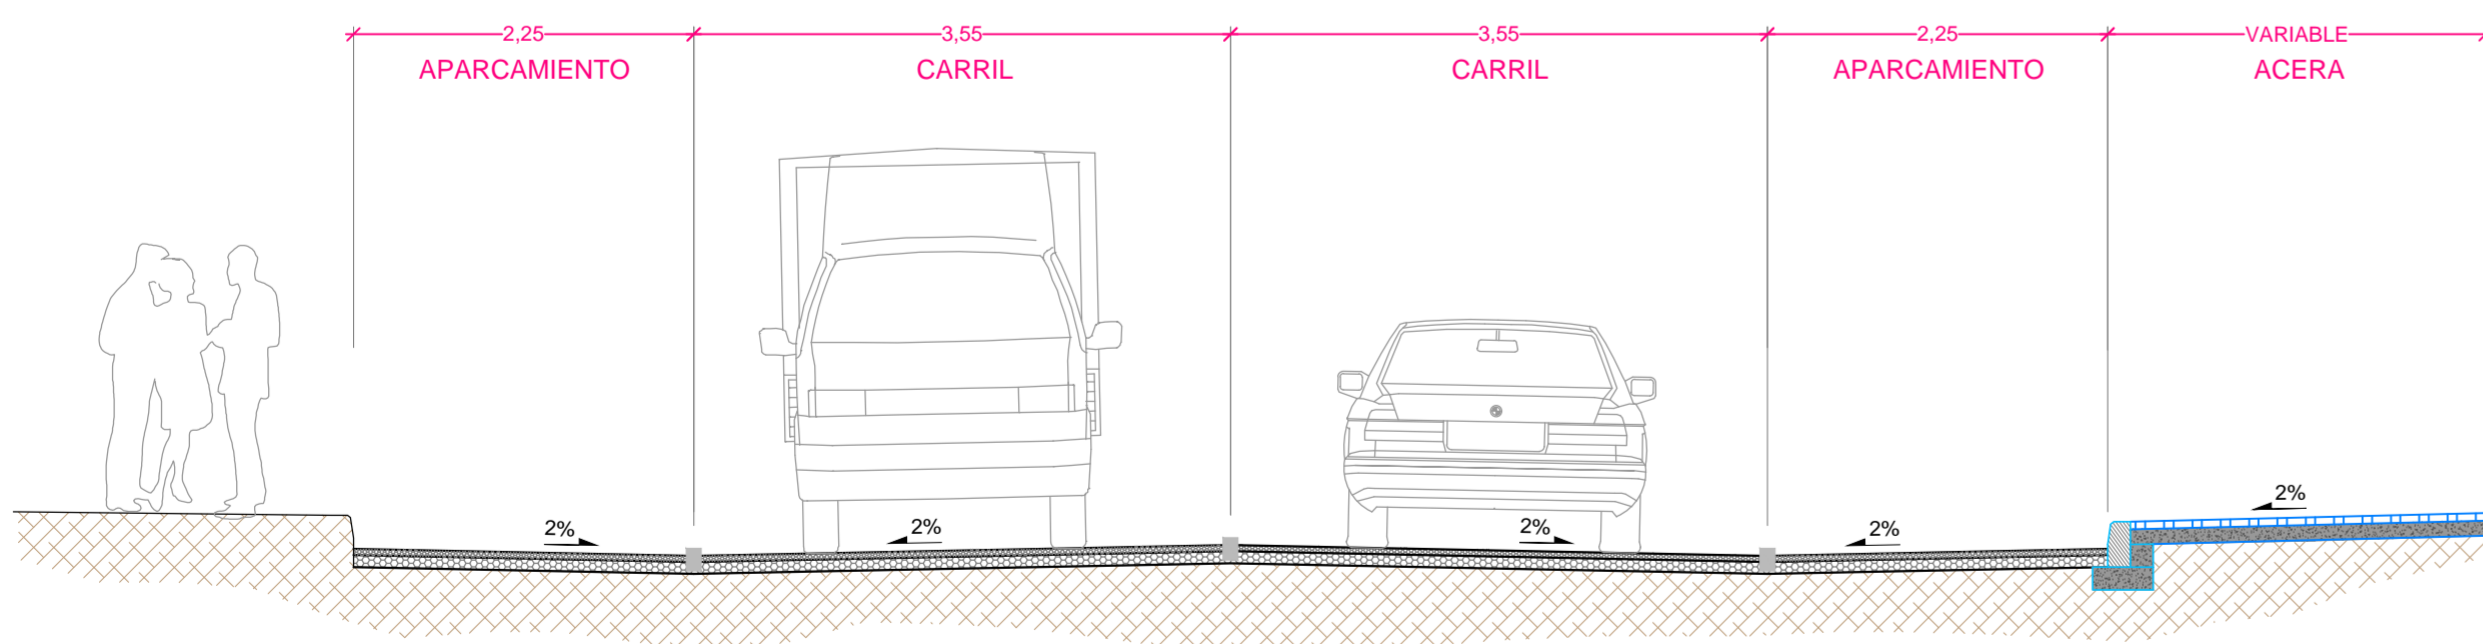 2,25 3,55 3,55 2,25 VARIABLE
APARCAMIENTO CARRIL CARRIL APARCAMIENTO ACERA
2% 2% 2% 2% 2%